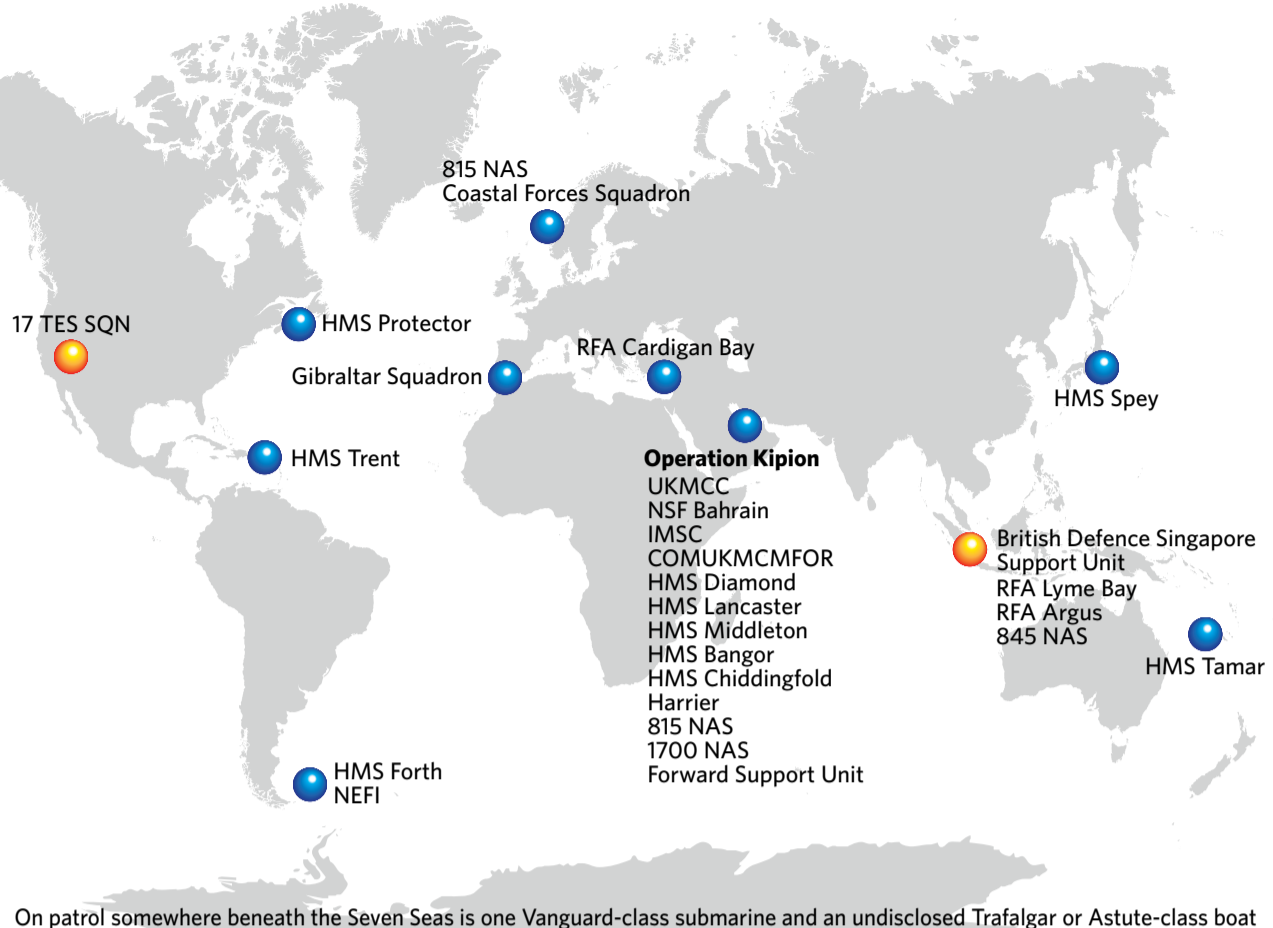 815 NAS
Coastal Forces Squadron
17 TES SQN
HMS Protector
RFA Cardigan Bay
Gibraltar Squadron
HMS Spey
HMS Trent
Operation Kipion
UKMCC
NSF Bahrain
IMSC
COMUKMCMFOR
HMS Diamond
HMS Lancaster
HMS Middleton
HMS Bangor
HMS Chiddingfold
Harrier
815 NAS
1700 NAS
Forward Support Unit
British Defence Singapore
Support Unit
RFA Lyme Bay
RFA Argus
845 NAS
HMS Tamar
HMS Forth
NEFI
On patrol somewhere beneath the Seven Seas is one Vanguard-class submarine and an undisclosed Trafalgar or Astute-class boat